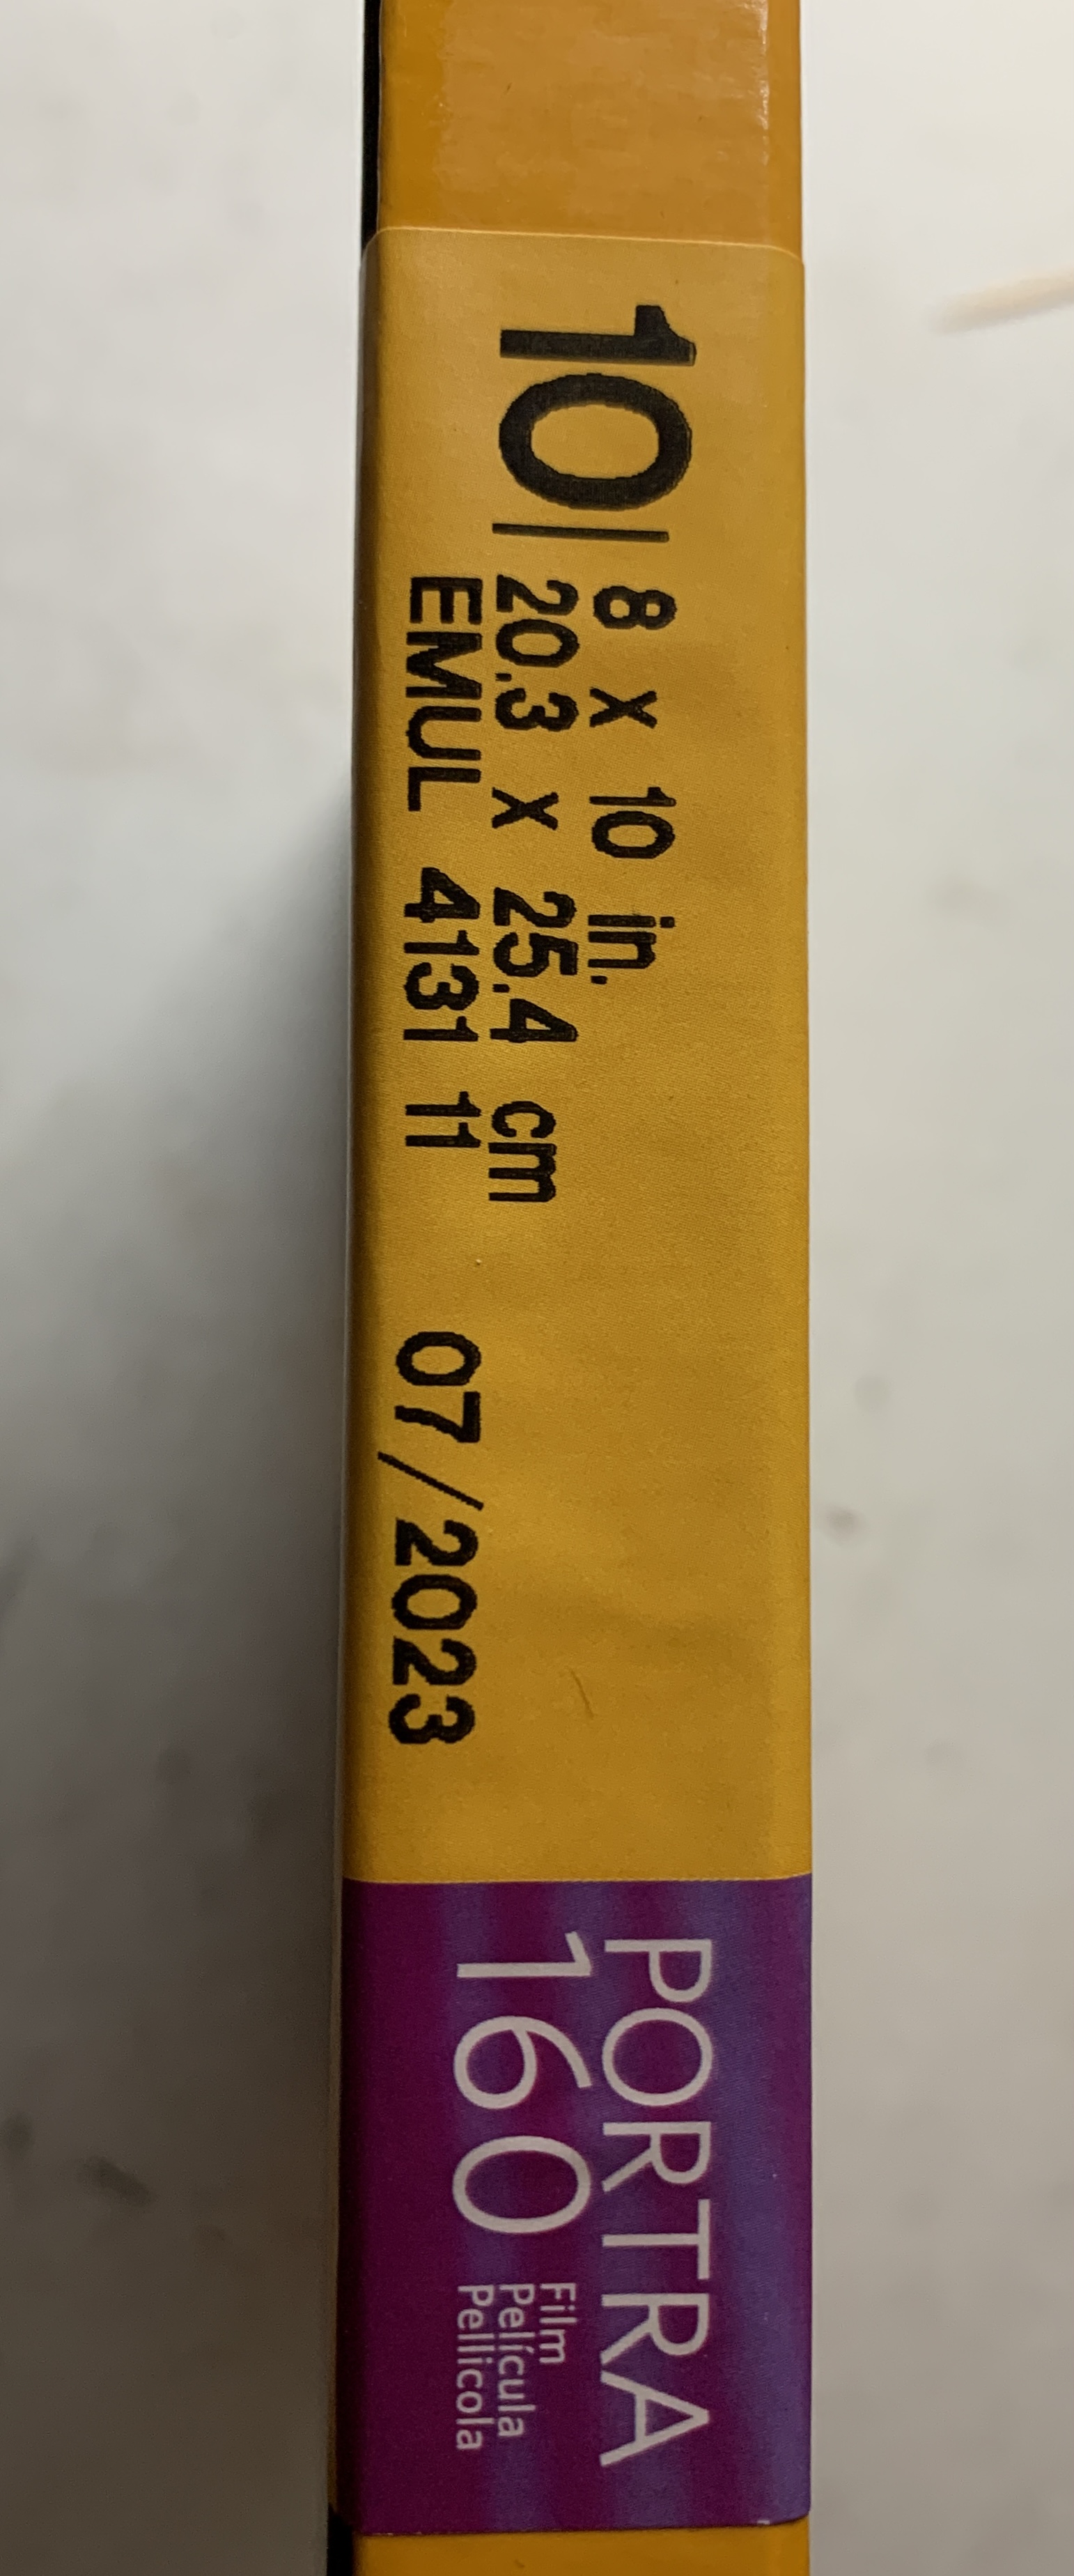 10
8 x 10 in.
20.3 x 25.4 cm
EMUL 4131 11 07/2023
PORTRA
160
Film
Película
Pellicola